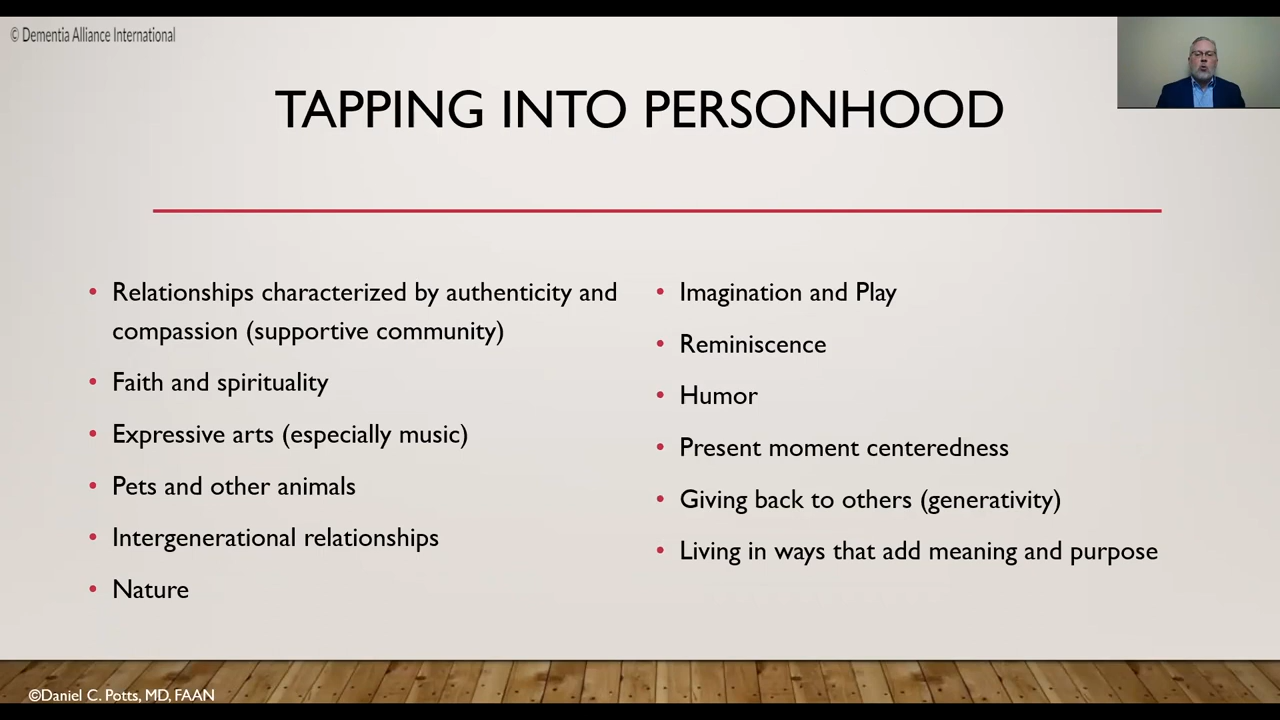 © Dementia Alliance International
TAPPING INTO PERSONHOOD
• Relationships characterized by authenticity and
compassion (supportive community)
• Faith and spirituality
• Expressive arts (especially music)
• Pets and other animals
• Intergenerational relationships
• Nature
• Imagination and Play
• Reminiscence
• Humor
• Present moment centeredness
• Giving back to others (generativity)
• Living in ways that add meaning and purpose
©Daniel C. Potts, MD, FAAN